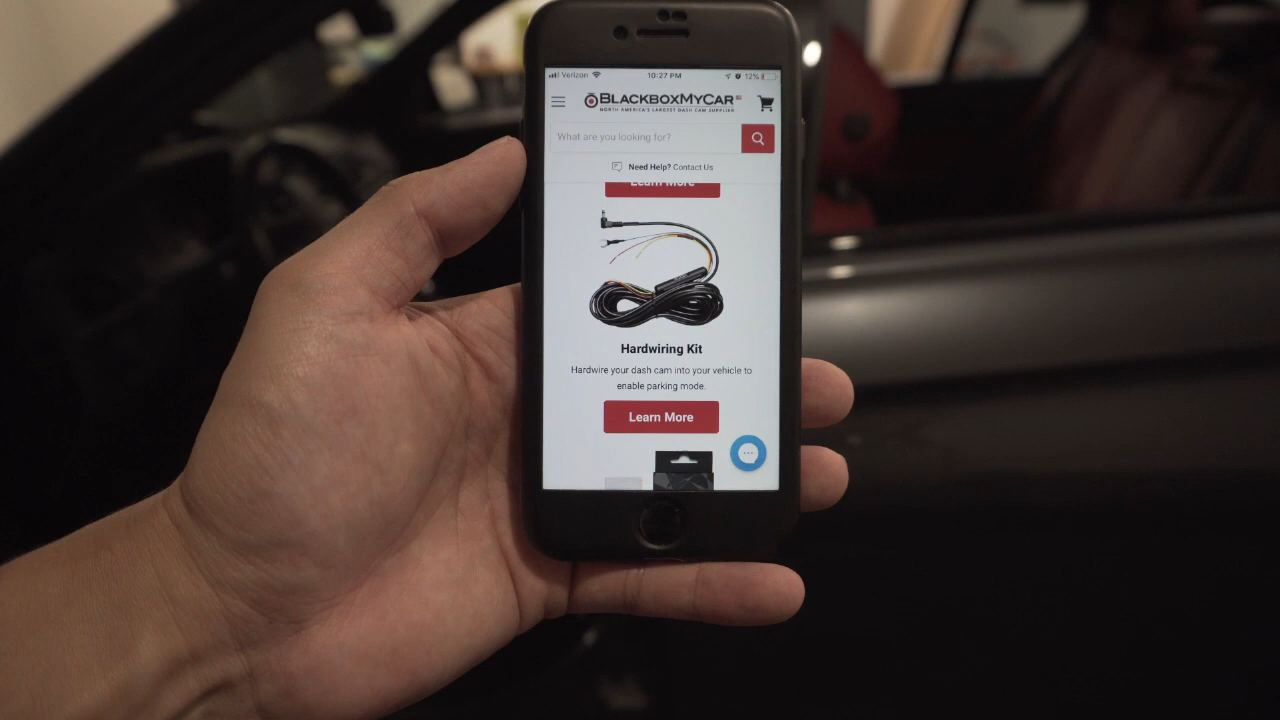 Verizon
10:27 PM
12%
BLACKBOXMYCAR
NORTH AMERICA'S LARGEST DASH CAM SUPPLIER
What are you looking for?
Need Help? Contact Us
Learn More
Hardwiring Kit
Hardwire your dash cam into your vehicle to
enable parking mode.
Learn More